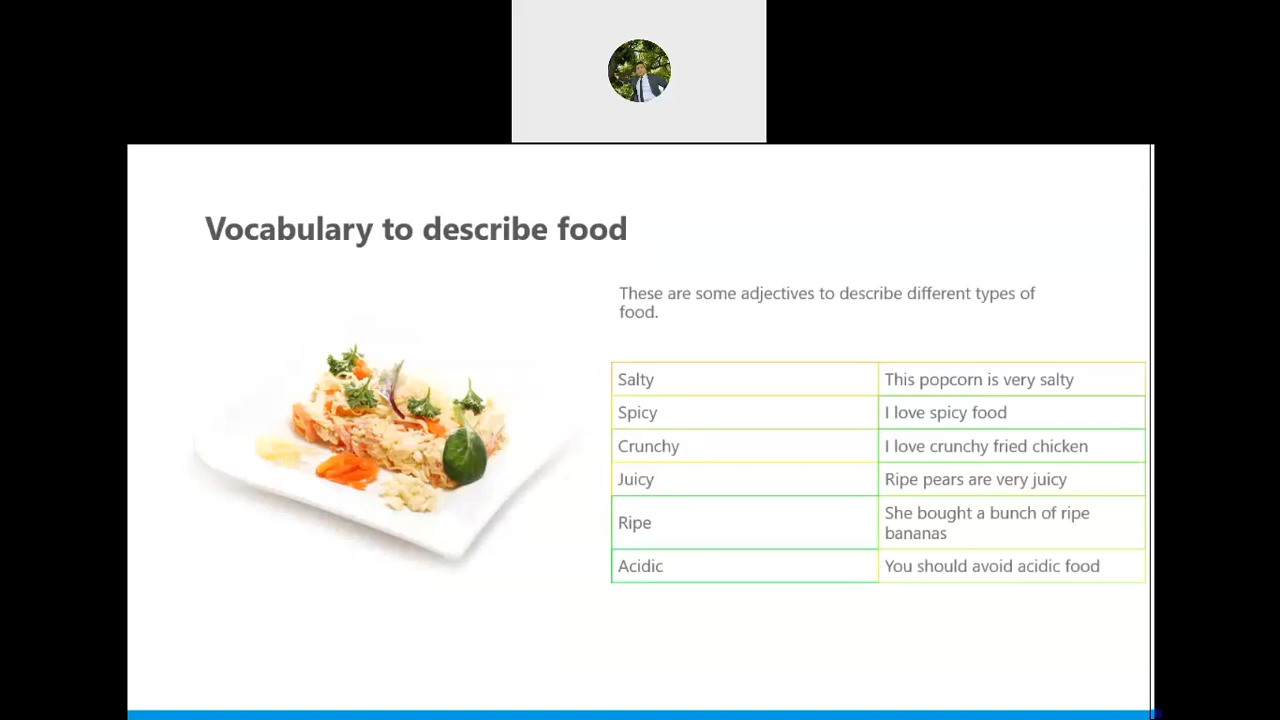 Vocabulary to describe food
These are some adjectives to describe different types of
food.
Salty
This popcorn is very salty
Spicy
I love spicy food
Crunchy
I love crunchy fried chicken
Juicy
Ripe pears are very juicy
Ripe
She bought a bunch of ripe
bananas
Acidic
You should avoid acidic food